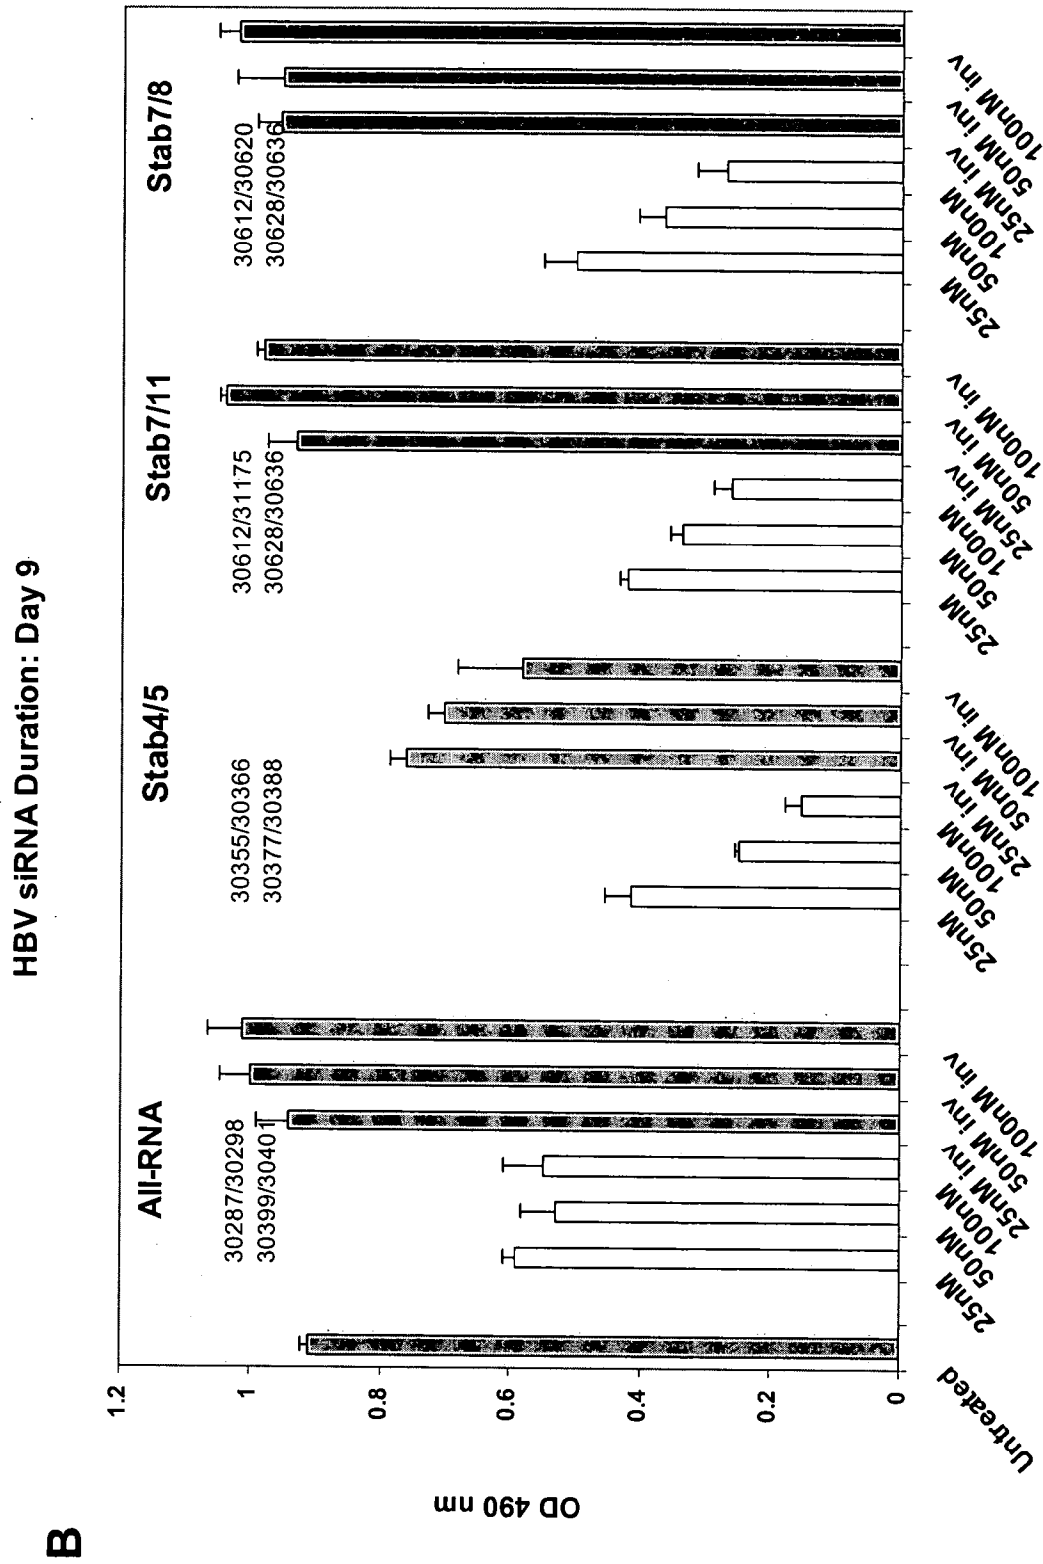 B
HBV siRNA Duration: Day 9
All-RNA
Stab4/5
Stab7/11
Stab7/8
30287/30298
30399/30401
30355/30366
30377/30388
30612/31175
30628/30636
30612/30620
30628/30636
OD 490 nm
1.2
1
0.8
0.6
0.4
0.2
0
Untreated
25nM
50nM
100nM
25nM inv
50nM inv
100nM inv
25nM
50nM
100nM
25nM inv
50nM inv
100nM inv
25nM
50nM
100nM
25nM inv
50nM inv
100nM inv
25nM
50nM
100nM
25nM inv
50nM inv
100nM inv